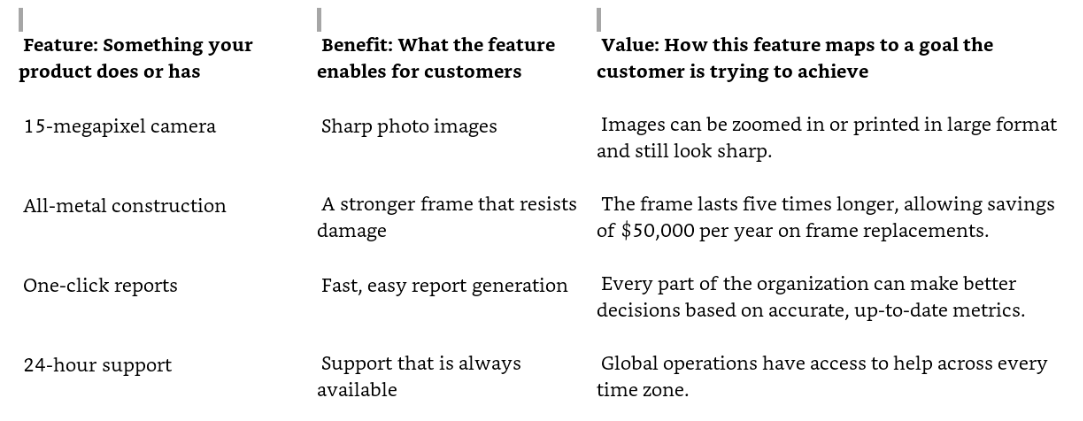 Feature: Something your
product does or has
Benefit: What the feature
enables for customers
Value: How this feature maps to a goal the
customer is trying to achieve
15-megapixel camera
Sharp photo images
Images can be zoomed in or printed in large format
and still look sharp.
All-metal construction
A stronger frame that resists
damage
The frame lasts five times longer, allowing savings
of $50,000 per year on frame replacements.
One-click reports
Fast, easy report generation
Every part of the organization can make better
decisions based on accurate, up-to-date metrics.
24-hour support
Support that is always
available
Global operations have access to help across every
time zone.